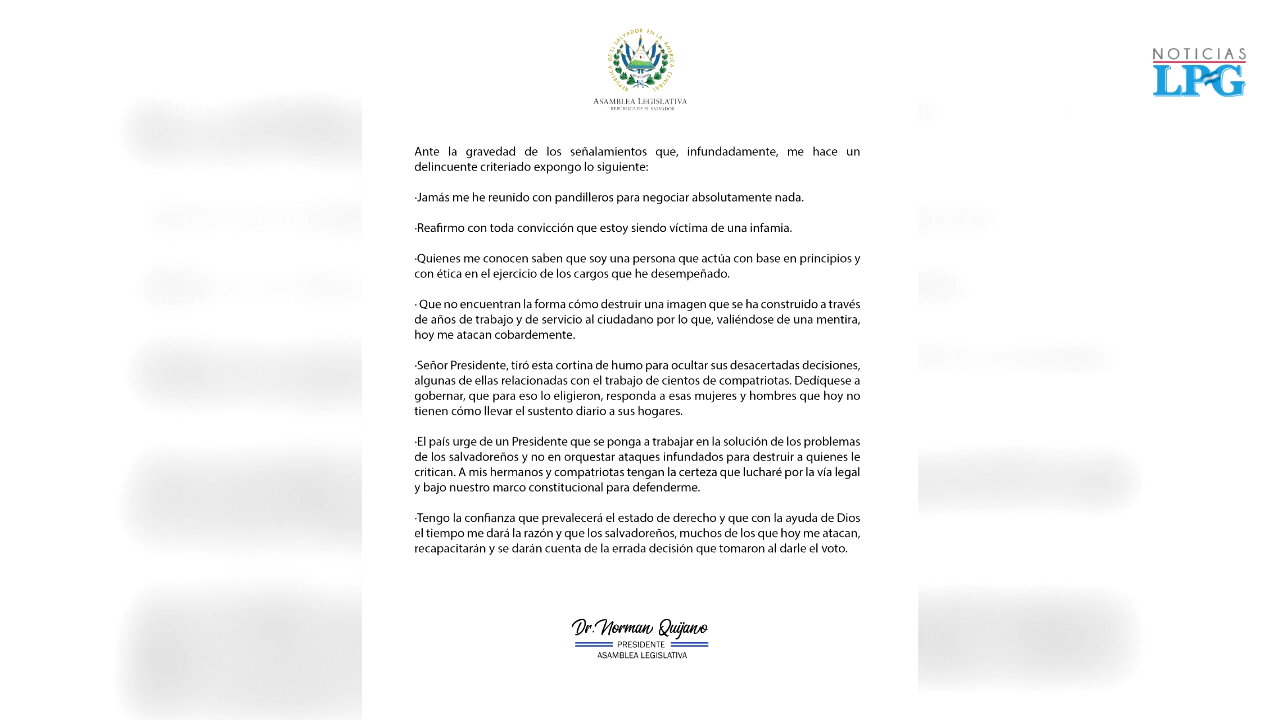 REPÚBLICA DE EL SALVADOR EN LA AMÉRICA CENTRAL
NOTICIAS
LPG
ASAMBLEA LEGISLATIVA
REPÚBLICA DE EL SALVADOR
Ante la gravedad de los señalamientos que, infundadamente, me hace un
delincuente criteriado expongo lo siguiente:
·Jamás me he reunido con pandilleros para negociar absolutamente nada.
·Reafirmo con toda convicción que estoy siendo víctima de una infamia.
·Quienes me conocen saben que soy una persona que actúa con base en principios y
con ética en el ejercicio de los cargos que he desempeñado.
· Que no encuentran la forma cómo destruir una imagen que se ha construido a través
de años de trabajo y de servicio al ciudadano por lo que, valiéndose de una mentira,
hoy me atacan cobardemente.
·Señor Presidente, tiró esta cortina de humo para ocultar sus desacertadas decisiones,
algunas de ellas relacionadas con el trabajo de cientos de compatriotas. Dedíquese a
gobernar, que para eso lo eligieron, responda a esas mujeres y hombres que hoy no
tienen cómo llevar el sustento diario a sus hogares.
·El país urge de un Presidente que se ponga a trabajar en la solución de los problemas
de los salvadoreños y no en orquestar ataques infundados para destruir a quienes le
critican. A mis hermanos y compatriotas tengan la certeza que lucharé por la vía legal
y bajo nuestro marco constitucional para defenderme.
·Tengo la confianza que prevalecerá el estado de derecho y que con la ayuda de Dios
el tiempo me dará la razón y que los salvadoreños, muchos de los que hoy me atacan,
recapacitarán y se darán cuenta de la errada decisión que tomaron al darle el voto.
Dr. Norman Quijano
PRESIDENTE
ASAMBLEA LEGISLATIVA